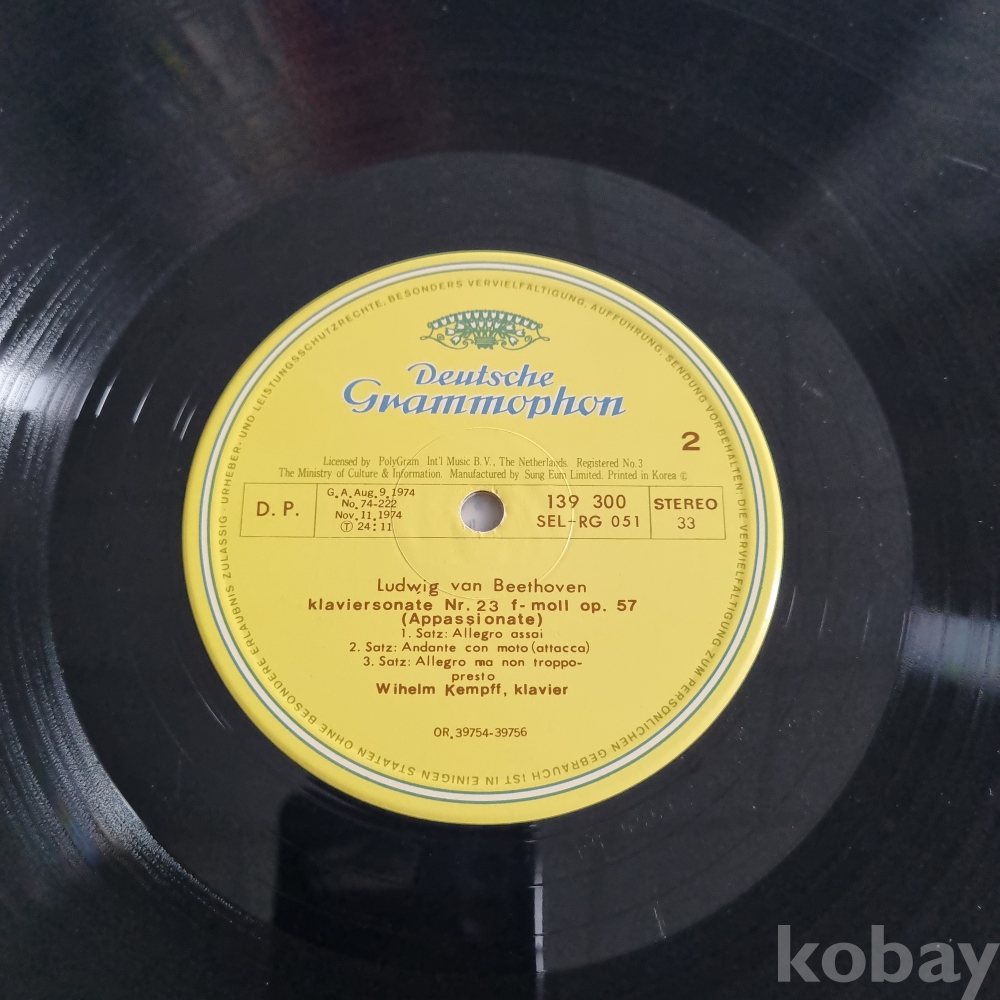 Deutsche
Grammophon
2
Licensed by PolyGram Int'l Music B.V., The Netherlands. Registered No.3
The Ministry of Culture & Information. Manufactured by Sung Eum Limited. Printed in Korea ©
D.P.
G.A.Aug.9.1974
No.74-222
Nov.11.1974
Ⓣ 24:11
139 300
SEL-RG 051
STEREO
33
Ludwig van Beethoven
klaviersonate Nr.23 f-moll op. 57
(Appassionate)
1. Satz: Allegro assai
2. Satz: Andante con moto (attacca)
3. Satz: Allegro ma non troppo-
presto
Wihelm Kempff, klavier
OR.39754-39756
URHEBER- UND LEISTUNGSSCHUTZRECHTE, BESONDERS VERVIELFÄLTIGUNG, AUFFÜHRUNG, SENDUNG VORBEHALTEN: DIE VERVIELFÄLTIGUNG ZUM PERSÖNLICHEN GEBRAUCH IST IN EINIGEN STAATEN OHNE BESONDERE ERLAUBNIS ZULÄSSIG
kobay